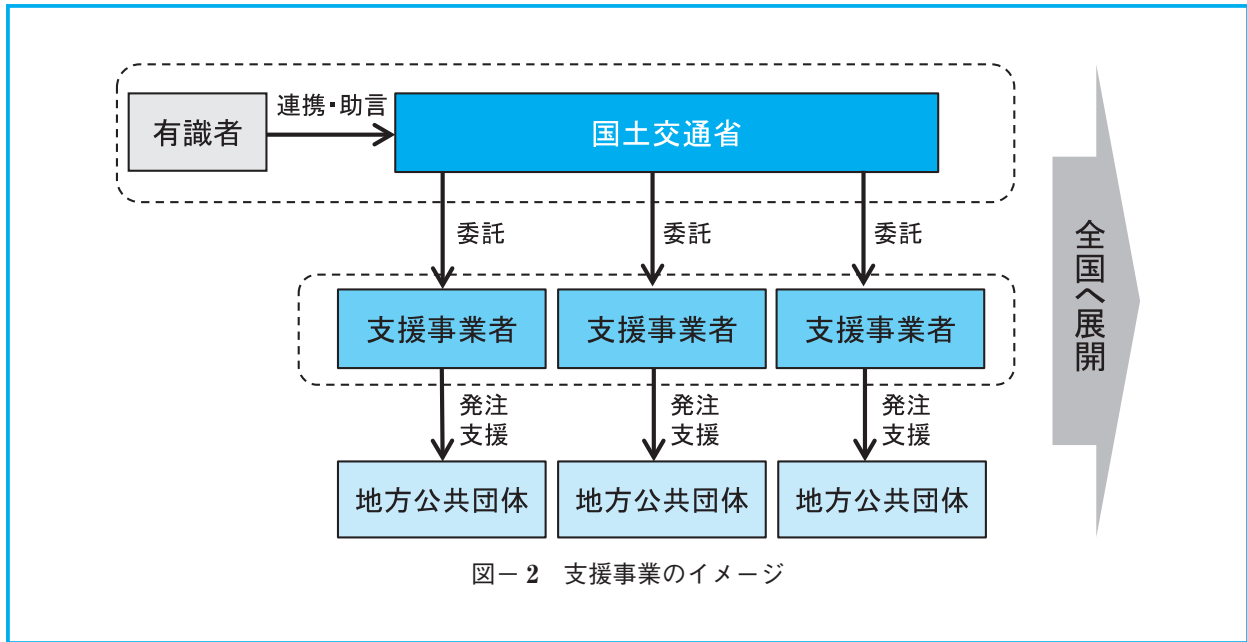 連携・助言
有識者
国土交通省
委託
委託
委託
支援事業者
支援事業者
支援事業者
発注
支援
発注
支援
発注
支援
地方公共団体
地方公共団体
地方公共団体
全国へ展開
図−2 支援事業のイメージ